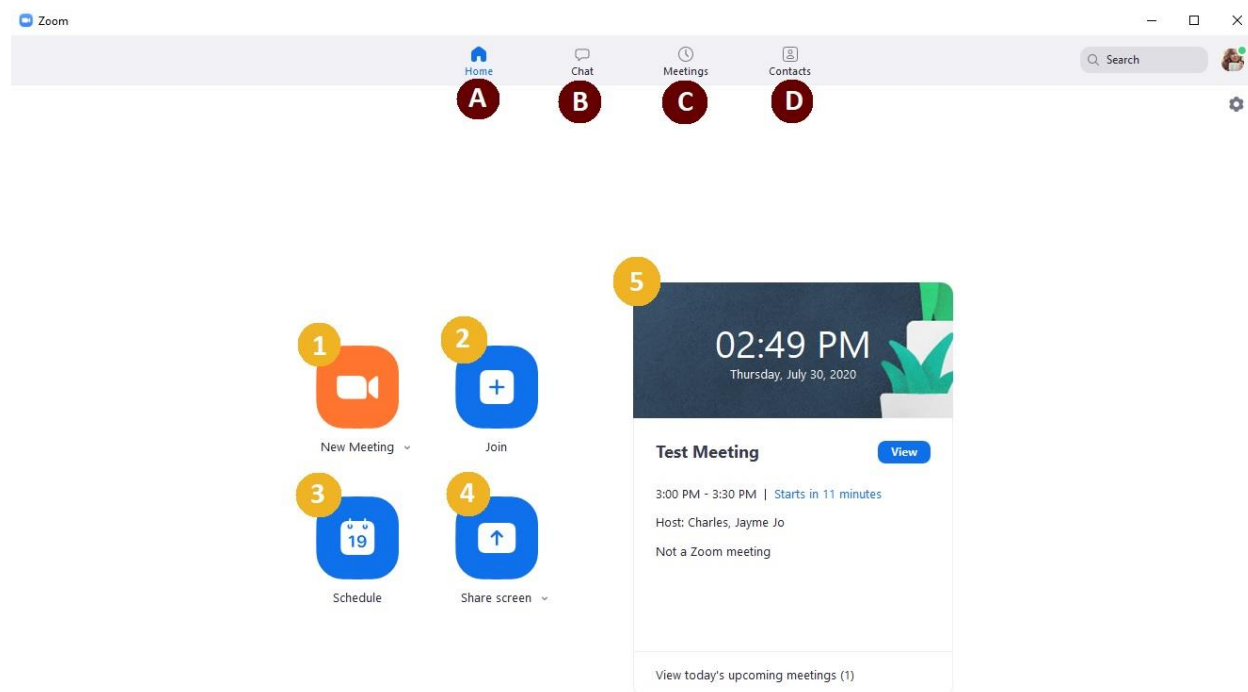 Zoom
Home
Chat
Meetings
Contacts
Search
A
B
C
D
5
1
2
02:49 PM
Thursday, July 30, 2020
New Meeting
Join
Test Meeting
View
3
4
3:00 PM - 3:30 PM | Starts in 11 minutes
Host: Charles, Jayme Jo
19
Not a Zoom meeting
Schedule
Share screen
View today's upcoming meetings (1)